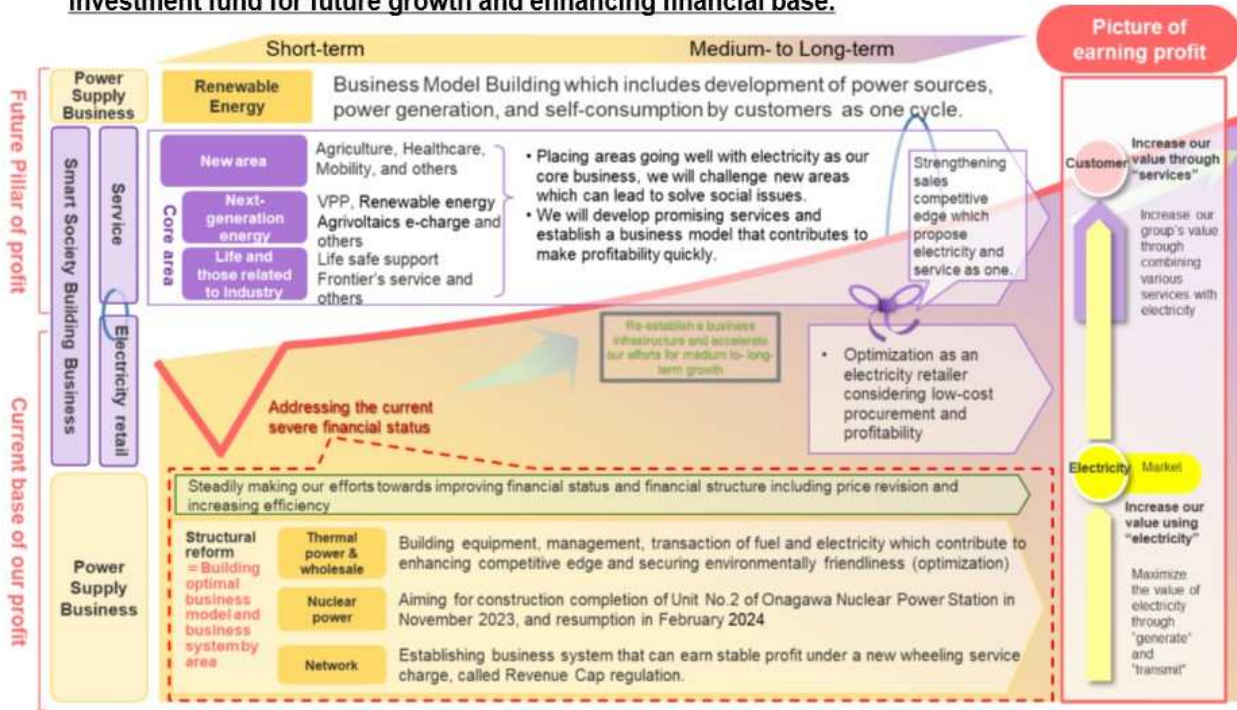 investment fund for future growth and enhancing financial base.
Short-term
Medium- to Long-term
Picture of
earning profit
Future Pillar of profit
Current base of our profit
Power
Supply
Business
Renewable
Energy
Business Model Building which includes development of power sources,
power generation, and self-consumption by customers as one cycle.
Smart Society Building Business
Service
Electricity retail
Core area
New area
Agriculture, Healthcare,
Mobility, and others
Next-
generation
energy
VPP, Renewable energy
Agrivoltaics e-charge and
others
Life and
those related
to Industry
Life safe support
Frontier's service and
others
• Placing areas going well with electricity as our
core business, we will challenge new areas
which can lead to solve social issues.
• We will develop promising services and
establish a business model that contributes to
make profitability quickly.
Strengthening
sales
competitive
edge which
propose
electricity and
service as one.
Customer
Increase our
value through
"services"
Increase our
group's value
through
combining
various
services with
electricity
Re-establish a business
infrastructure and accelerate
our efforts for medium to- long-
term growth
• Optimization as an
electricity retailer
considering low-cost
procurement and
profitability
Addressing the current
severe financial status
Electricity
Market
Increase our
value using
"electricity"
Maximize
the value of
electricity
through
"generate"
and
"transmit"
Power
Supply
Business
Steadily making our efforts towards improving financial status and financial structure including price revision and
increasing efficiency
Structural
reform
=Building
optimal
business
model and
business
system by
area
Thermal
power &
wholesale
Building equipment, management, transaction of fuel and electricity which contribute to
enhancing competitive edge and securing environmentally friendliness (optimization)
Nuclear
power
Aiming for construction completion of Unit No.2 of Onagawa Nuclear Power Station in
November 2023, and resumption in February 2024
Network
Establishing business system that can earn stable profit under a new wheeling service
charge, called Revenue Cap regulation.